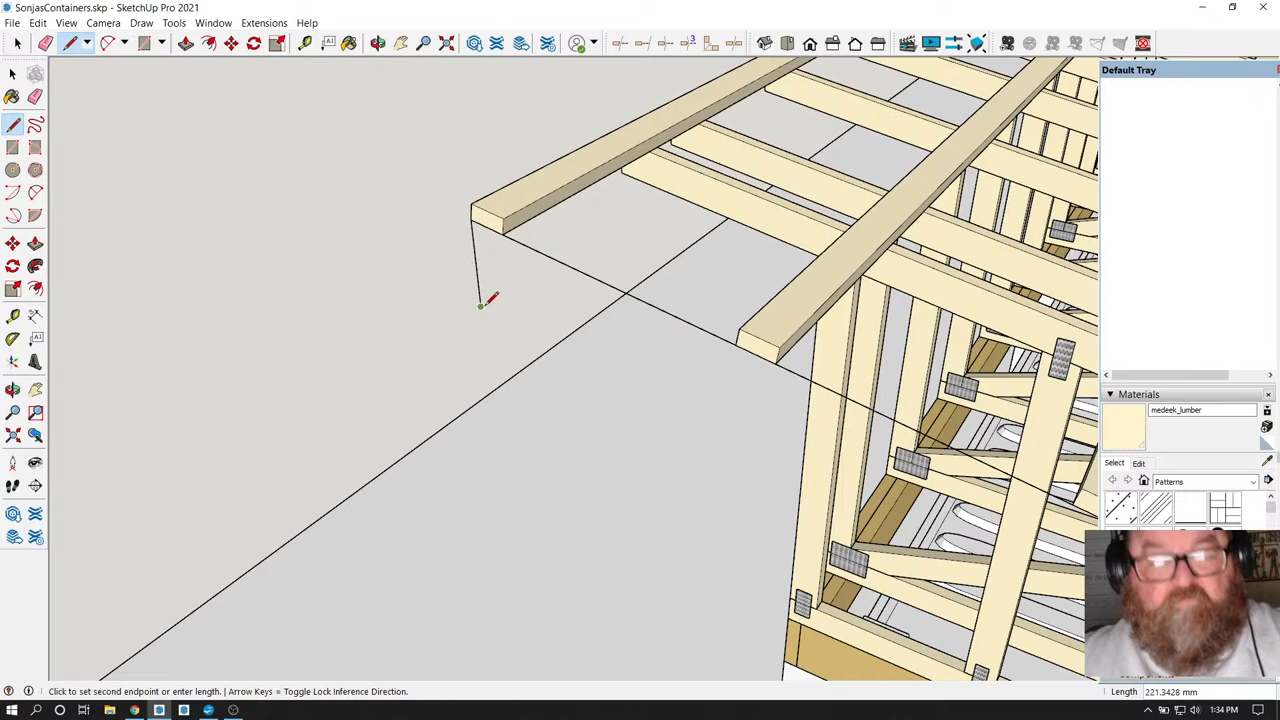 SonjasContainers.skp - SketchUp Pro 2021
File Edit View Camera Draw Tools Window Extensions Help
3
Default Tray
Materials
medeek_lumber
Select Edit
Patterns
Click to set second endpoint or enter length. | Arrow Keys = Toggle Lock Inference Direction.
Length 221.3428 mm
1:34 PM